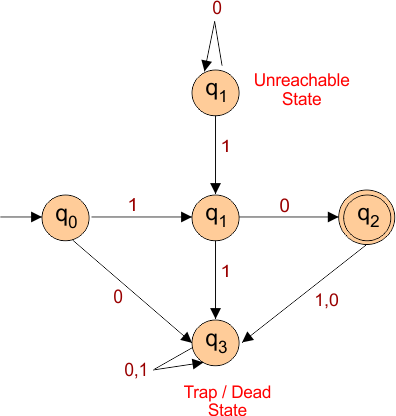 0
q1
Unreachable
State
1
q0
1
q1
0
q2
0
1
1,0
q3
0,1
Trap / Dead
State